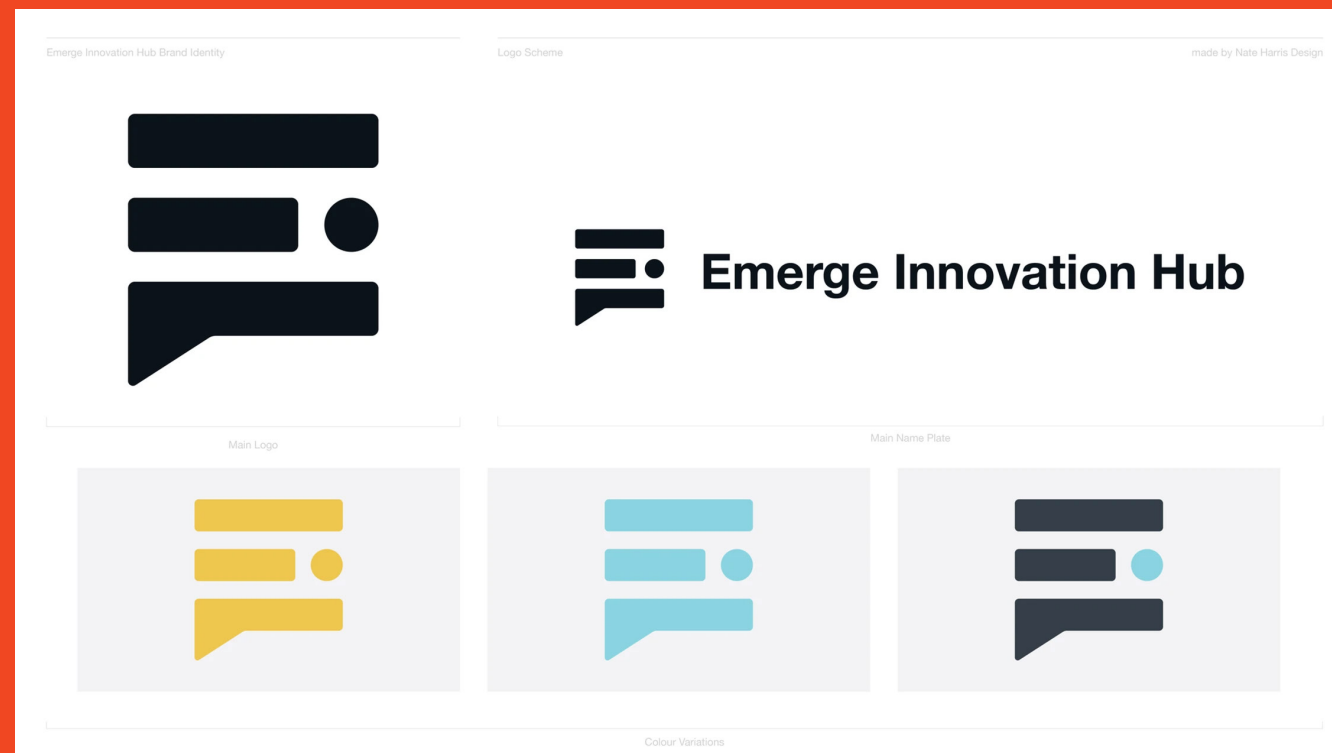 Emerge Innovation Hub Brand Identity
Logo Scheme
made by Nate Harris Design
Emerge Innovation Hub
Main Logo
Main Name Plate
Colour Variations